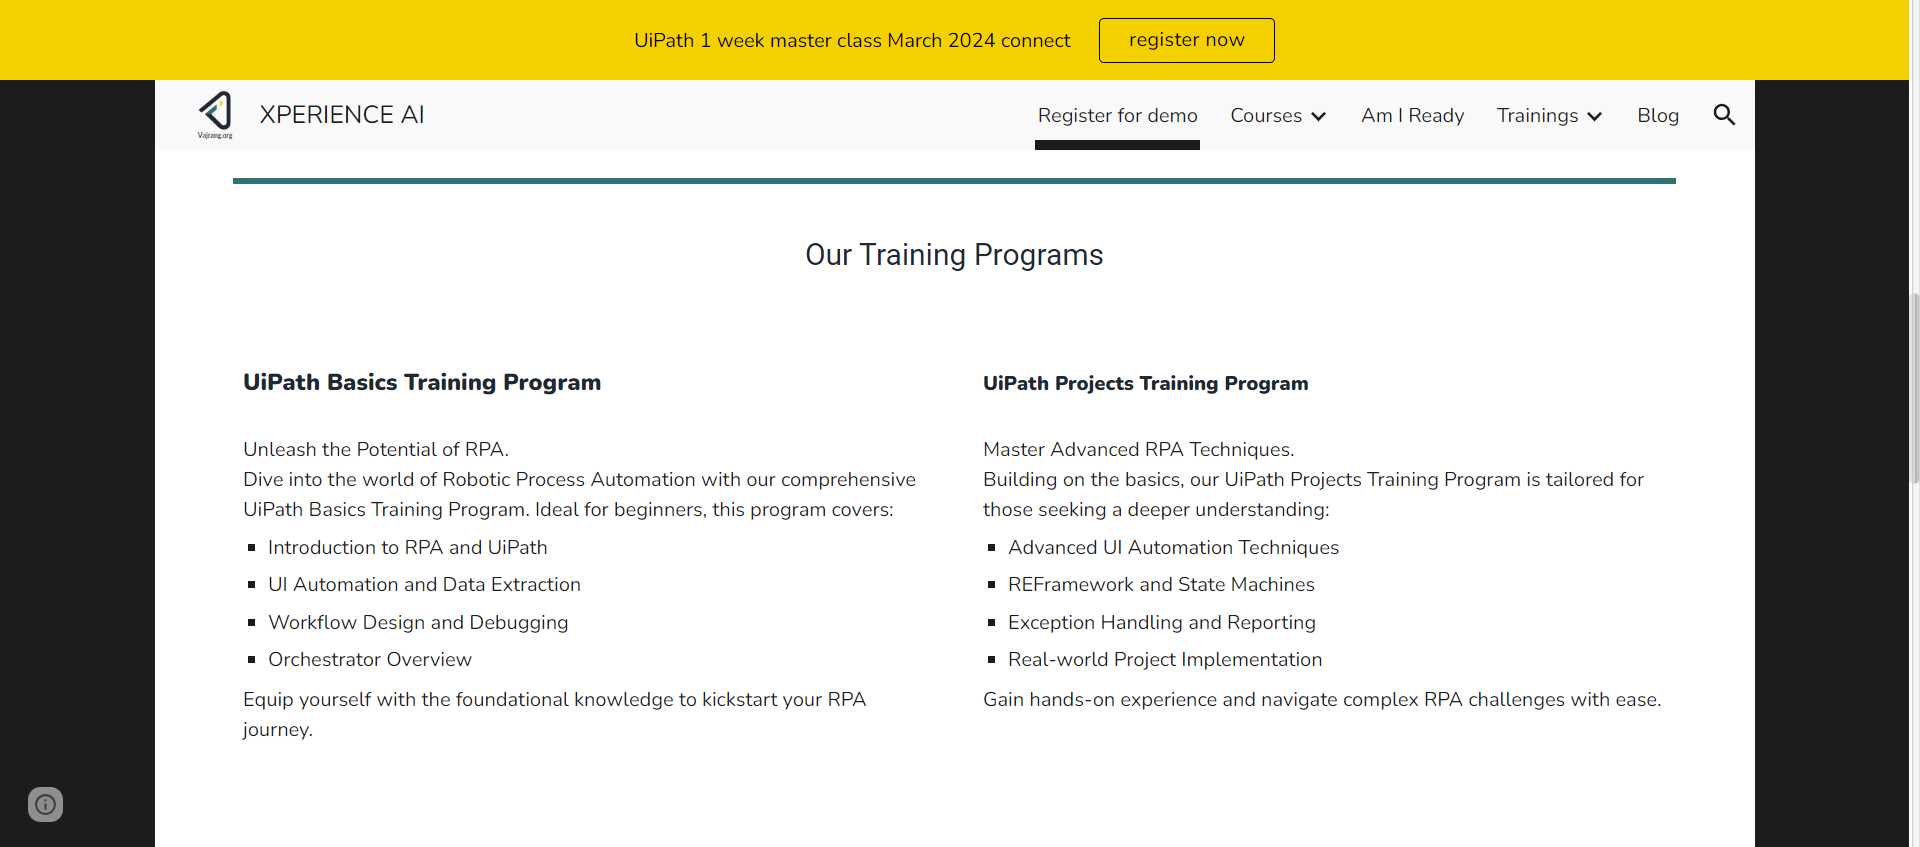 UiPath 1 week master class March 2024 connect
register now
Vajrang.org
XPERIENCE AI
Register for demo
Courses
Am I Ready
Trainings
Blog
Our Training Programs
UiPath Basics Training Program
Unleash the Potential of RPA.
Dive into the world of Robotic Process Automation with our comprehensive
UiPath Basics Training Program. Ideal for beginners, this program covers:
Introduction to RPA and UiPath
UI Automation and Data Extraction
Workflow Design and Debugging
Orchestrator Overview
Equip yourself with the foundational knowledge to kickstart your RPA
journey.
UiPath Projects Training Program
Master Advanced RPA Techniques.
Building on the basics, our UiPath Projects Training Program is tailored for
those seeking a deeper understanding:
Advanced UI Automation Techniques
REFramework and State Machines
Exception Handling and Reporting
Real-world Project Implementation
Gain hands-on experience and navigate complex RPA challenges with ease.